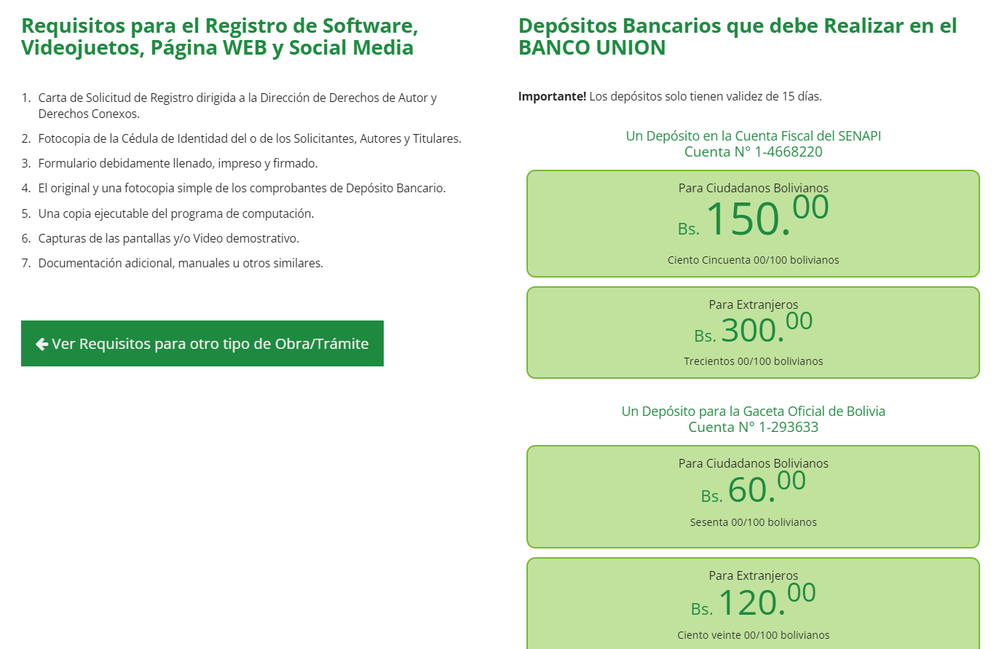 Requisitos para el Registro de Software,
Videojuetos, Página WEB y Social Media
1. Carta de Solicitud de Registro dirigida a la Dirección de Derechos de Autor y
Derechos Conexos.
2. Fotocopia de la Cédula de Identidad del o de los Solicitantes, Autores y Titulares.
3. Formulario debidamente llenado, impreso y firmado.
4. El original y una fotocopia simple de los comprobantes de Depósito Bancario.
5. Una copia ejecutable del programa de computación.
6. Capturas de las pantallas y/o Video demostrativo.
7. Documentación adicional, manuales u otros similares.
Ver Requisitos para otro tipo de Obra/Trámite
Depósitos Bancarios que debe Realizar en el
BANCO UNION
Importante! Los depósitos solo tienen validez de 15 días.
Un Depósito en la Cuenta Fiscal del SENAPI
Cuenta N° 1-4668220
Para Ciudadanos Bolivianos
Bs. 150.00
Ciento Cincuenta 00/100 bolivianos
Para Extranjeros
Bs. 300.00
Trecientos 00/100 bolivianos
Un Depósito para la Gaceta Oficial de Bolivia
Cuenta N° 1-293633
Para Ciudadanos Bolivianos
Bs. 60.00
Sesenta 00/100 bolivianos
Para Extranjeros
Bs. 120.00
Ciento veinte 00/100 bolivianos